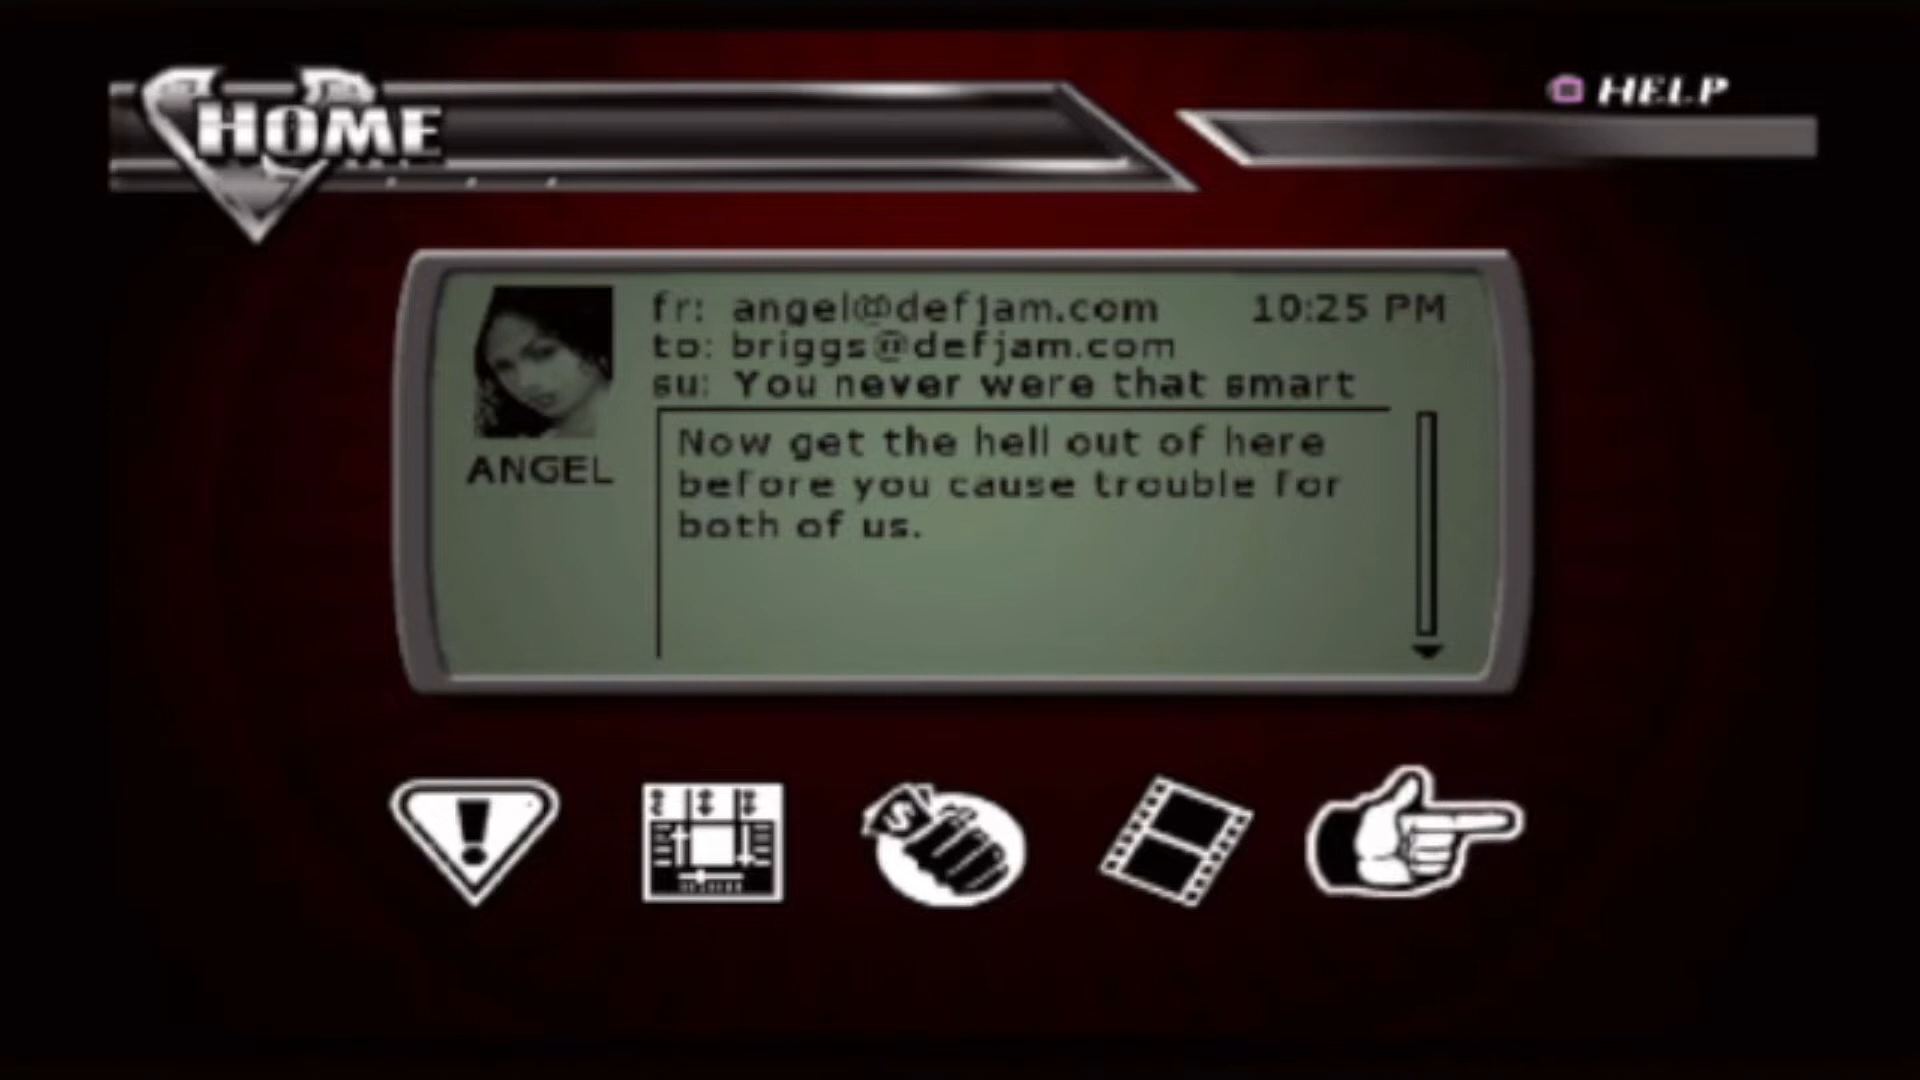 HOME
HELP
fr: angel@defjam.com 10:25 PM
to: briggs@defjam.com
su: You never were that smart
Now get the hell out of here
before you cause trouble for
both of us.
ANGEL
$